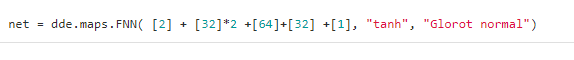 net = dde.maps.FNN( [2] + [32]*2 +[64]+[32] +[1], "tanh", "Glorot normal")